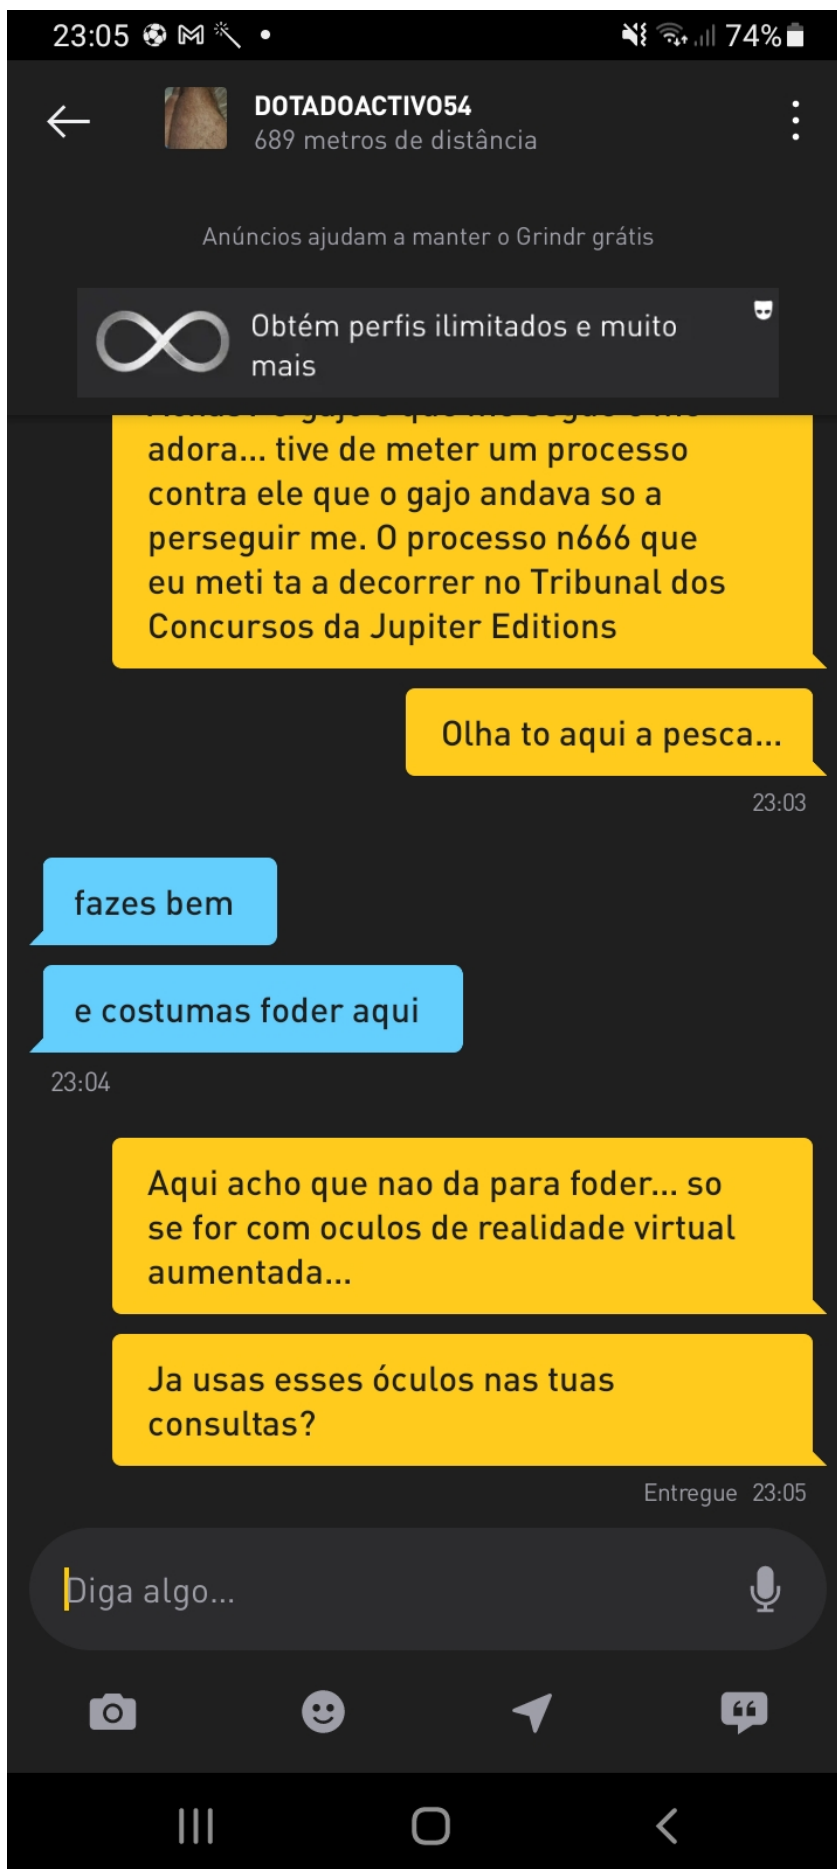 23:05
74%
DOTADOACTIVO54
689 metros de distância
Anúncios ajudam a manter o Grindr grátis
Obtém perfis ilimitados e muito
mais
adora... tive de meter um processo
contra ele que o gajo andava so a
perseguir me. O processo n666 que
eu meti ta a decorrer no Tribunal dos
Concursos da Jupiter Editions
Olha to aqui a pesca...
23:03
fazes bem
e costumas foder aqui
23:04
Aqui acho que nao da para foder... so
se for com oculos de realidade virtual
aumentada...
Ja usas esses óculos nas tuas
consultas?
Entregue 23:05
Diga algo...